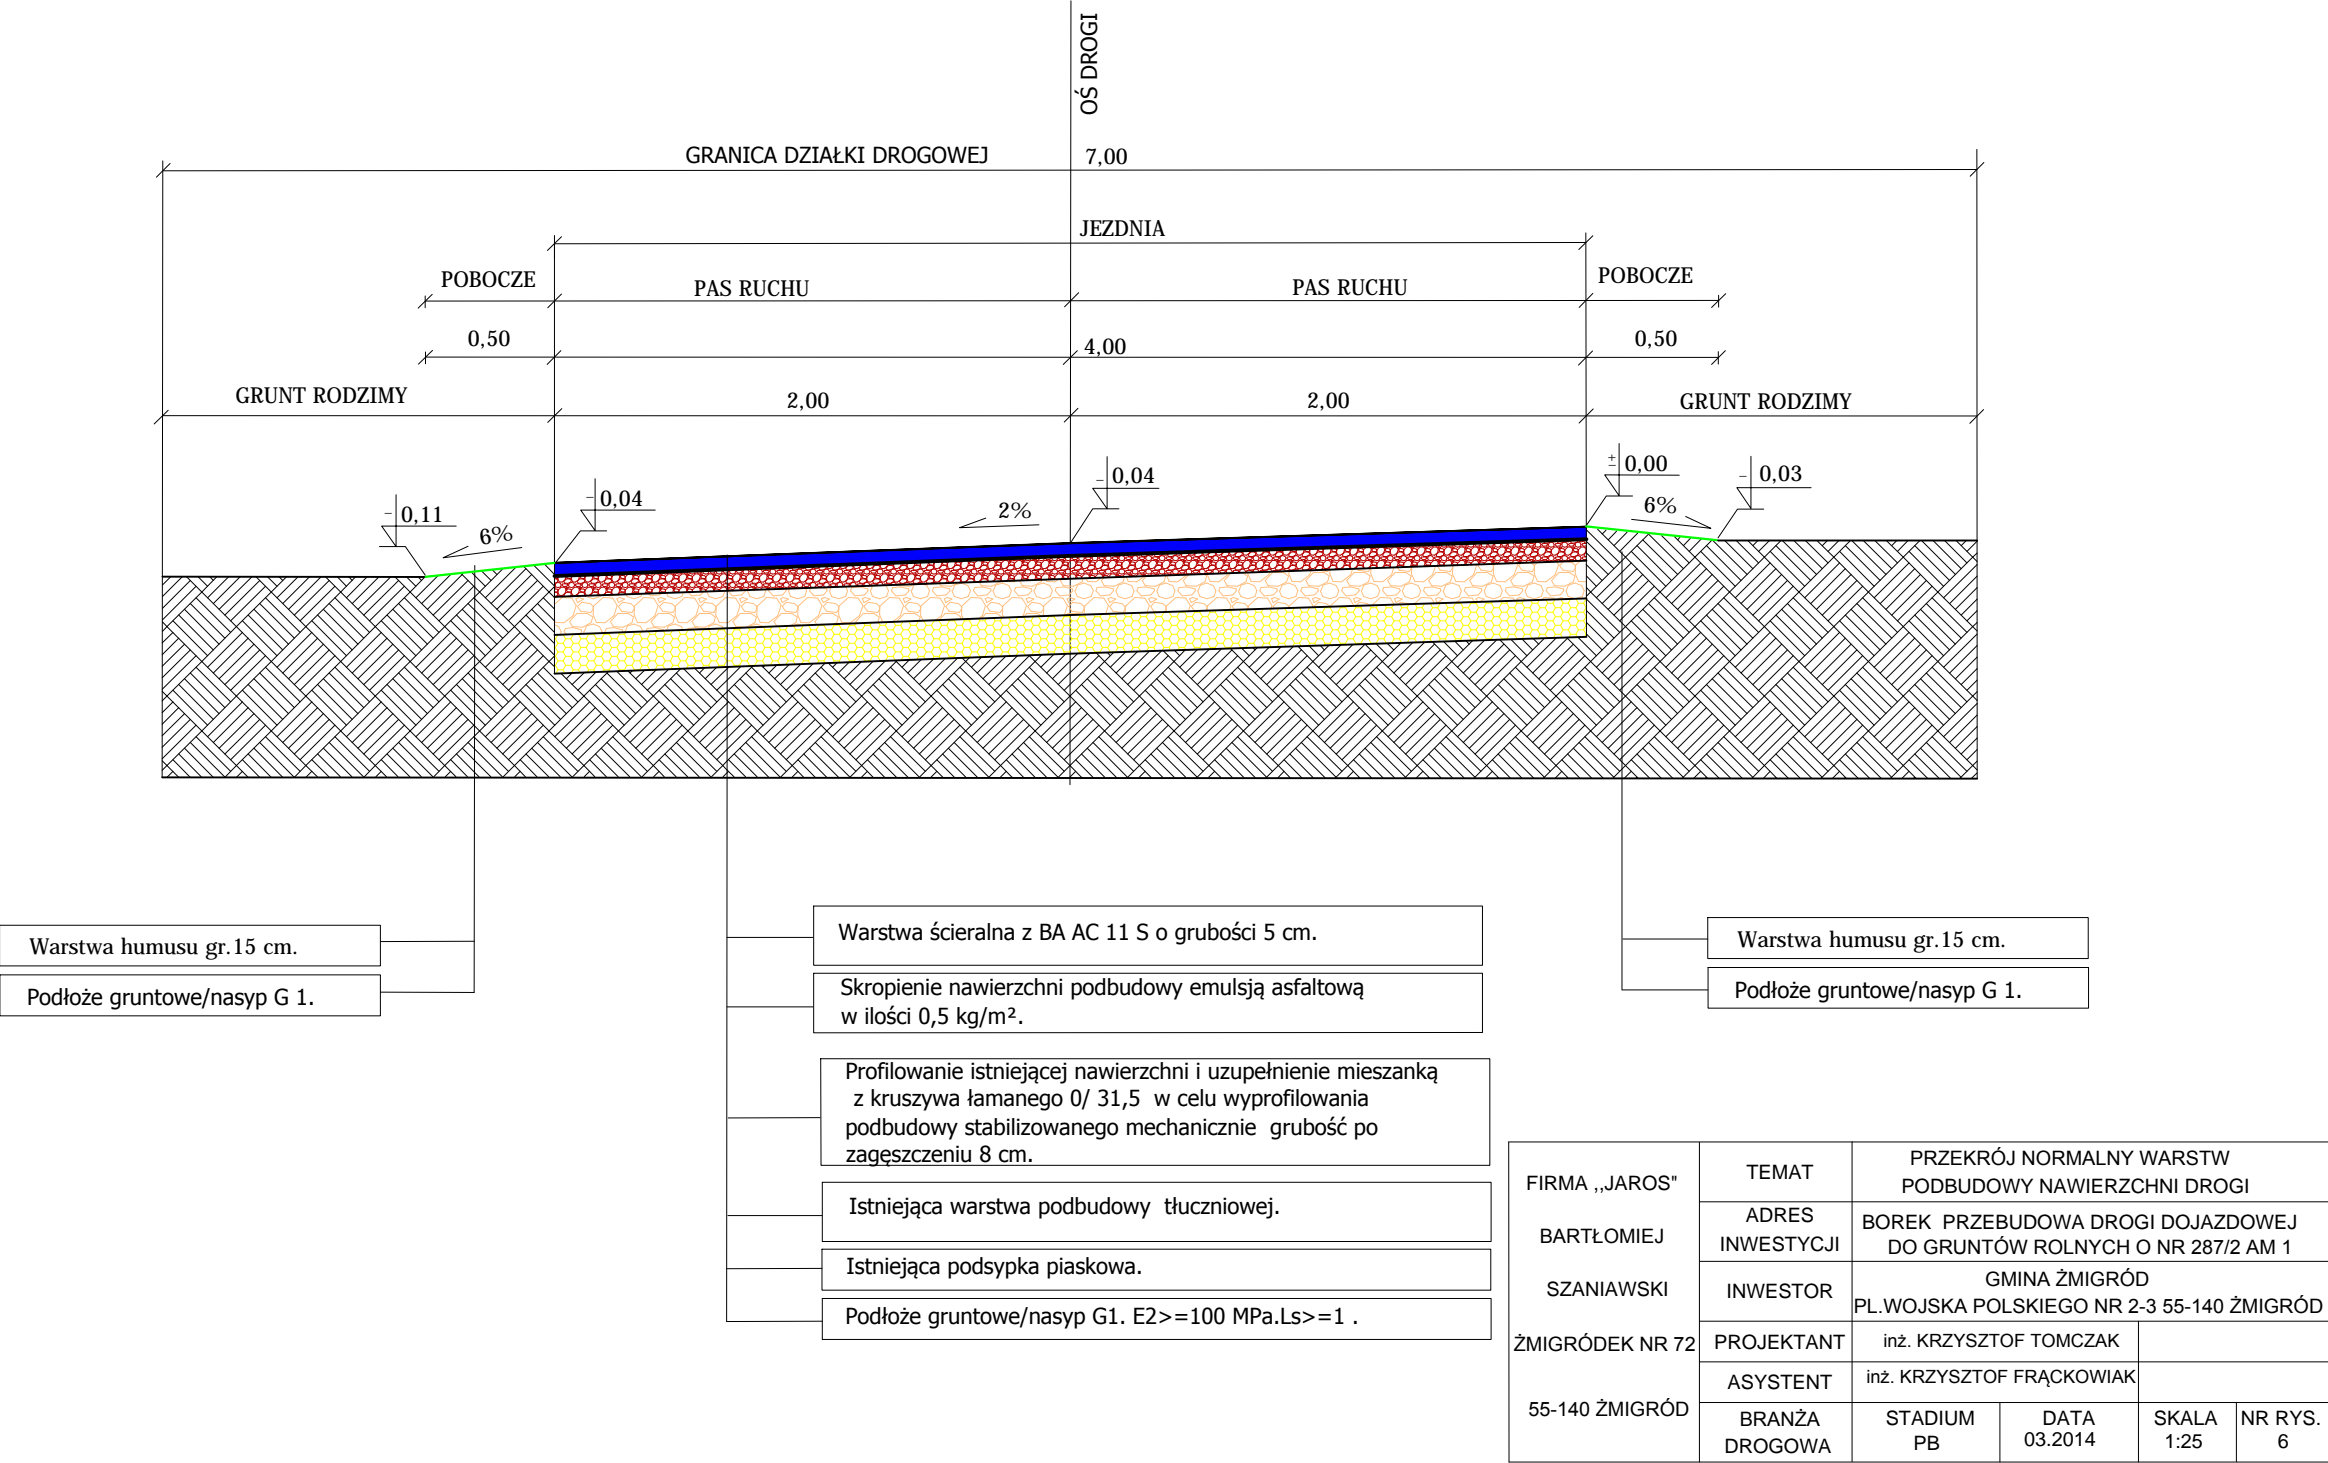 OŚ DROGI
GRANICA DZIAŁKI DROGOWEJ
7,00
JEZDNIA
POBOCZE
PAS RUCHU
PAS RUCHU
POBOCZE
0,50
4,00
0,50
GRUNT RODZIMY
2,00
2,00
GRUNT RODZIMY
-0,11
6%
-0,04
2%
-0,04
±0,00
6%
-0,03
Warstwa humusu gr.15 cm.
Podłoże gruntowe/nasyp G 1.
Warstwa ścieralna z BA AC 11 S o grubości 5 cm.
Skropienie nawierzchni podbudowy emulsją asfaltową
w ilości 0,5 kg/m².
Profilowanie istniejącej nawierzchni i uzupełnienie mieszanką
z kruszywa łamanego 0/ 31,5 w celu wyprofilowania
podbudowy stabilizowanego mechanicznie grubość po
zagęszczeniu 8 cm.
Istniejąca warstwa podbudowy tłuczniowej.
Istniejąca podsypka piaskowa.
Podłoże gruntowe/nasyp G1. E2>=100 MPa.Ls>=1 .
Warstwa humusu gr.15 cm.
Podłoże gruntowe/nasyp G 1.
FIRMA ,,JAROS"
BARTŁOMIEJ
SZANIAWSKI
ŻMIGRÓDEK NR 72
55-140 ŻMIGRÓD
TEMAT
PRZEKRÓJ NORMALNY WARSTW
PODBUDOWY NAWIERZCHNI DROGI
ADRES
INWESTYCJI
BOREK PRZEBUDOWA DROGI DOJAZDOWEJ
DO GRUNTÓW ROLNYCH O NR 287/2 AM 1
INWESTOR
GMINA ŻMIGRÓD
PL.WOJSKA POLSKIEGO NR 2-3 55-140 ŻMIGRÓD
PROJEKTANT
inż. KRZYSZTOF TOMCZAK
ASYSTENT
inż. KRZYSZTOF FRĄCKOWIAK
BRANŻA
DROGOWA
STADIUM
PB
DATA
03.2014
SKALA
1:25
NR RYS.
6